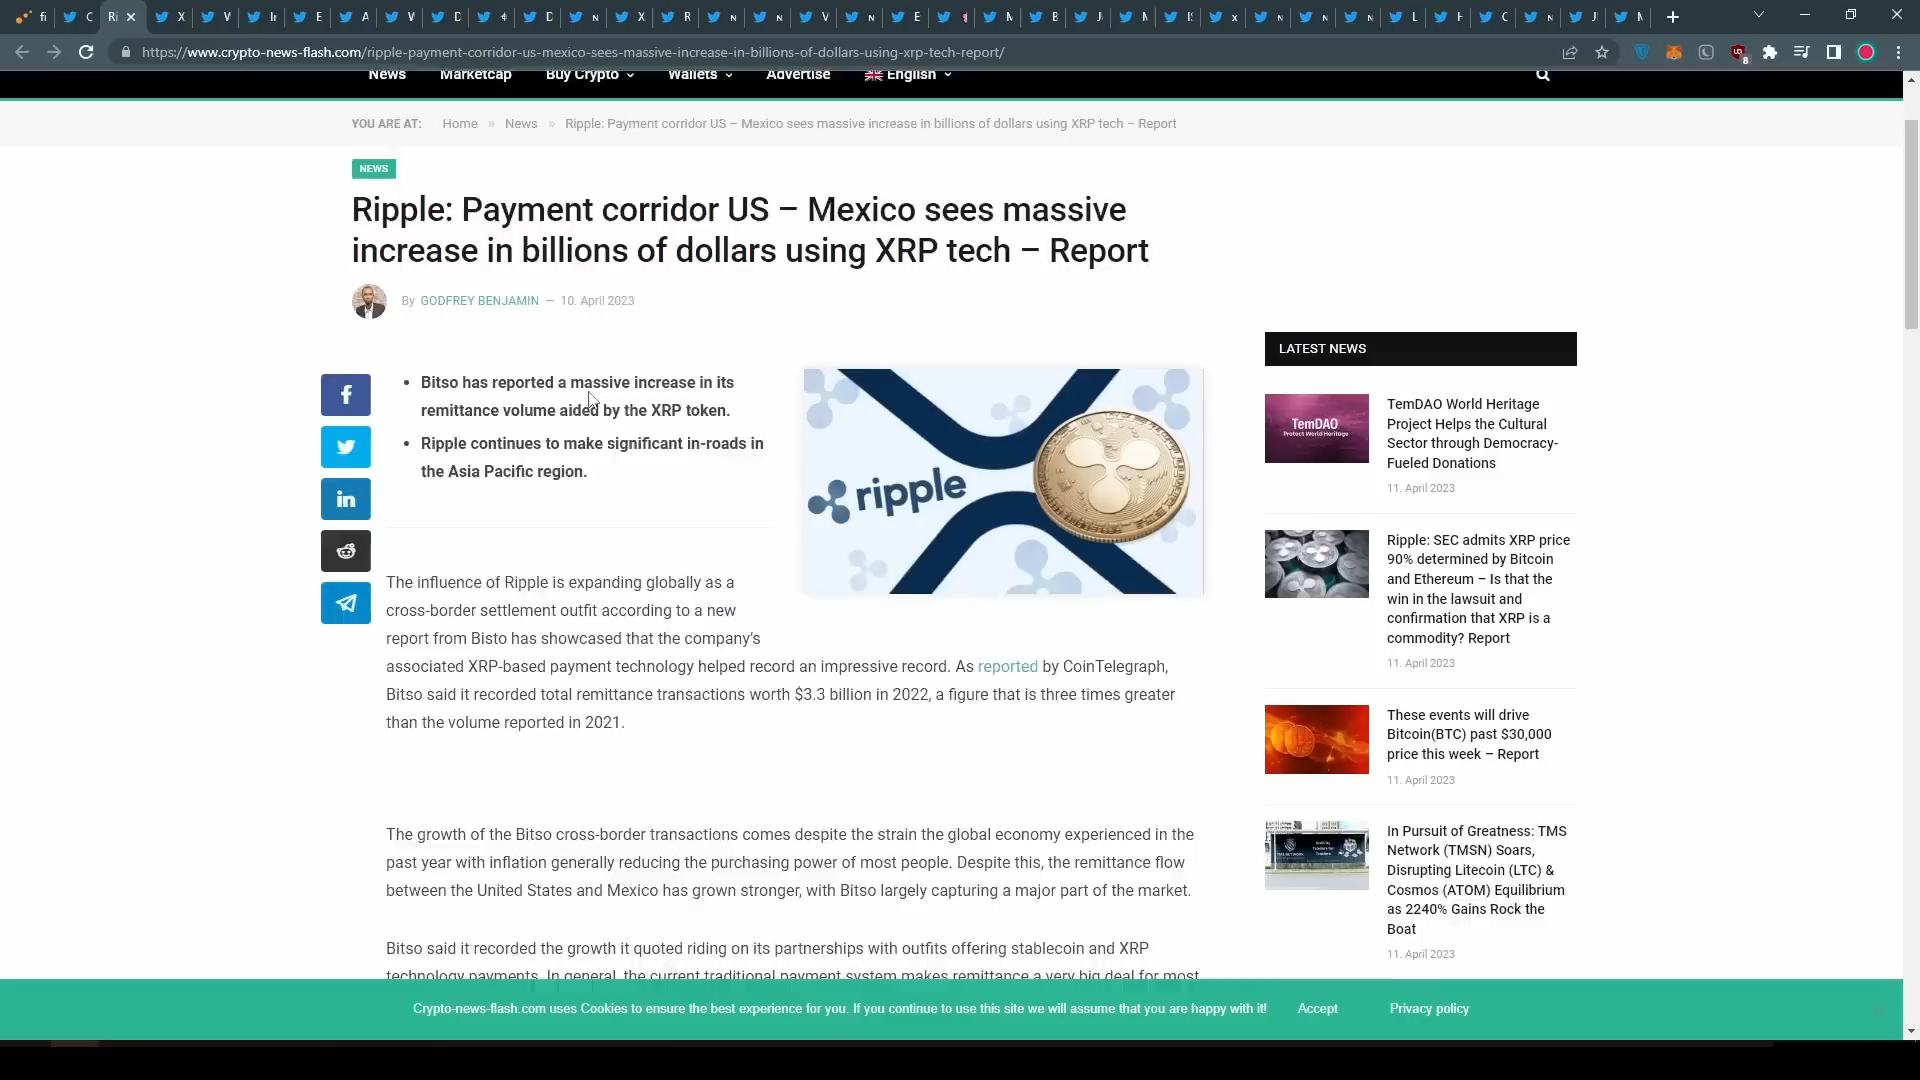 https://www.crypto-news-flash.com/ripple-payment-corridor-us-mexico-sees-massive-increase-in-billions-of-dollars-using-xrp-tech-report/
News Marketcap Buy Crypto Wallets Advertise English
YOU ARE AT: Home » News » Ripple: Payment corridor US – Mexico sees massive increase in billions of dollars using XRP tech – Report
NEWS
Ripple: Payment corridor US – Mexico sees massive
increase in billions of dollars using XRP tech – Report
By GODFREY BENJAMIN — 10. April 2023
• Bitso has reported a massive increase in its
remittance volume aided by the XRP token.
• Ripple continues to make significant in-roads in
the Asia Pacific region.
ripple
The influence of Ripple is expanding globally as a
cross-border settlement outfit according to a new
report from Bisto has showcased that the company's
associated XRP-based payment technology helped record an impressive record. As reported by CoinTelegraph,
Bitso said it recorded total remittance transactions worth $3.3 billion in 2022, a figure that is three times greater
than the volume reported in 2021.
The growth of the Bitso cross-border transactions comes despite the strain the global economy experienced in the
past year with inflation generally reducing the purchasing power of most people. Despite this, the remittance flow
between the United States and Mexico has grown stronger, with Bitso largely capturing a major part of the market.
Bitso said it recorded the growth it quoted riding on its partnerships with outfits offering stablecoin and XRP
technology payments. In general, the current traditional payment system makes remittance a very big deal for most
LATEST NEWS
TemDAO
Protect World Heritage
TemDAO World Heritage
Project Helps the Cultural
Sector through Democracy-
Fueled Donations
11. April 2023
Ripple: SEC admits XRP price
90% determined by Bitcoin
and Ethereum – Is that the
win in the lawsuit and
confirmation that XRP is a
commodity? Report
11. April 2023
These events will drive
Bitcoin(BTC) past $30,000
price this week – Report
11. April 2023
In Pursuit of Greatness: TMS
Network (TMSN) Soars,
Disrupting Litecoin (LTC) &
Cosmos (ATOM) Equilibrium
as 2240% Gains Rock the
Boat
11. April 2023
Crypto-news-flash.com uses Cookies to ensure the best experience for you. If you continue to use this site we will assume that you are happy with it! Accept Privacy policy